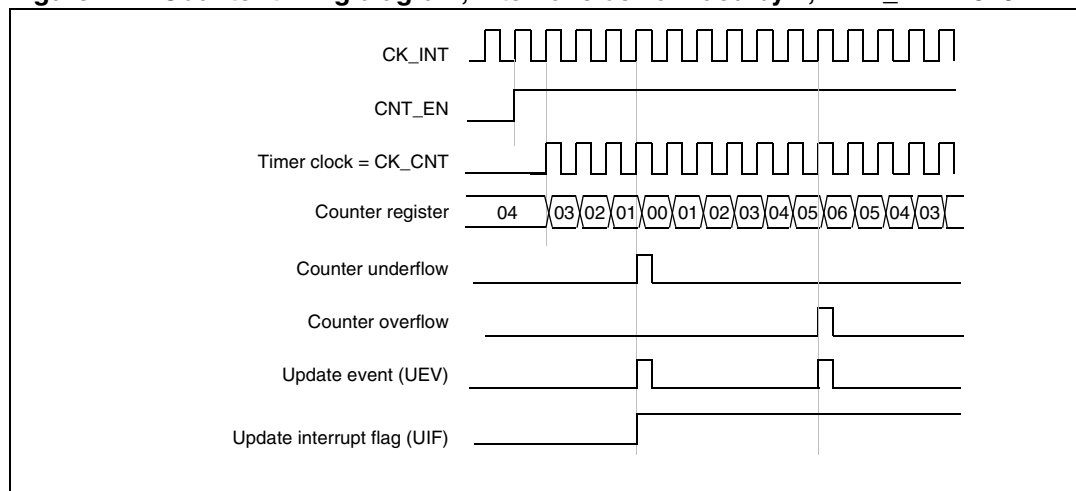 CK_INT
CNT_EN
Timer clock = CK_CNT
Counter register 04 03 02 01 00 01 02 03 04 05 06 05 04 03
Counter underflow
Counter overflow
Update event (UEV)
Update interrupt flag (UIF)